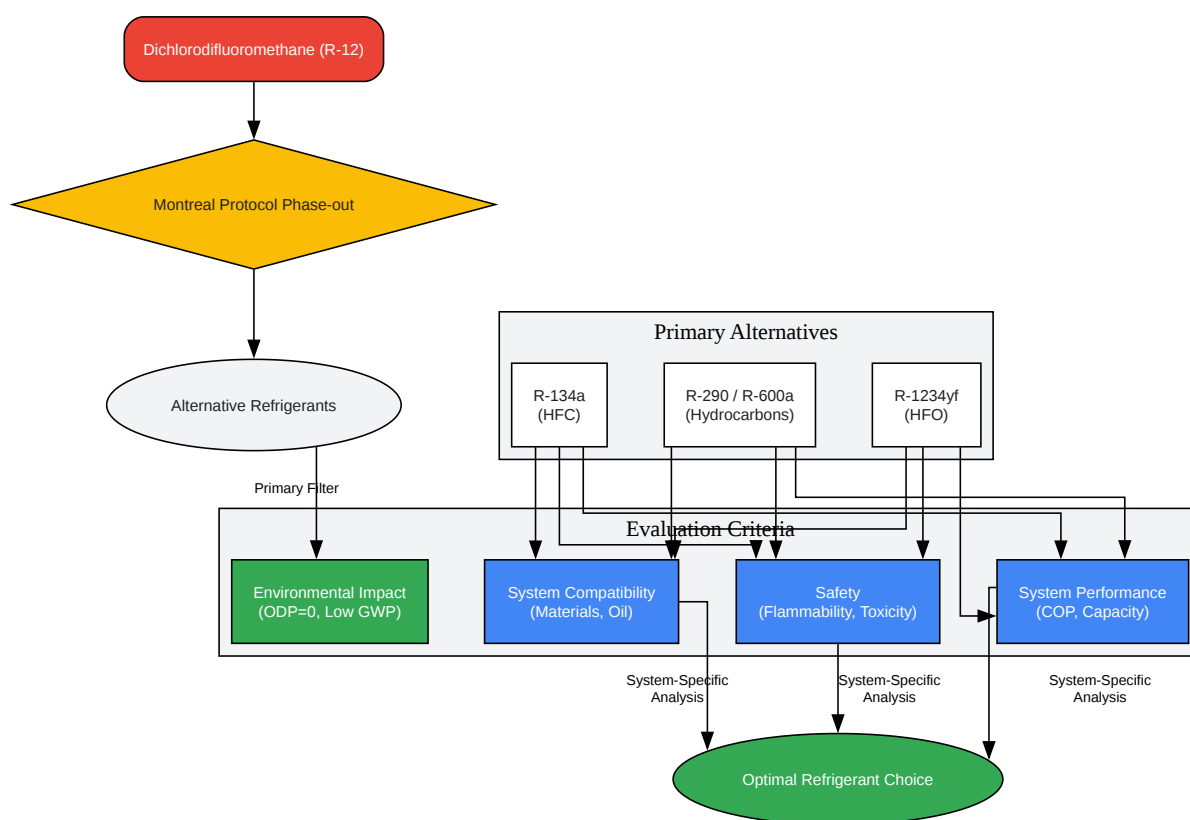 Dichlorodifluoromethane (R-12)
Montreal Protocol Phase-out
Alternative Refrigerants
Primary Alternatives
R-134a
(HFC)
R-290 / R-600a
(Hydrocarbons)
R-1234yf
(HFO)
Primary Filter
Evaluation Criteria
Environmental Impact
(ODP=0, Low GWP)
System Compatibility
(Materials, Oil)
Safety
(Flammability, Toxicity)
System Performance
(COP, Capacity)
System-Specific
Analysis
System-Specific
Analysis
System-Specific
Analysis
Optimal Refrigerant Choice